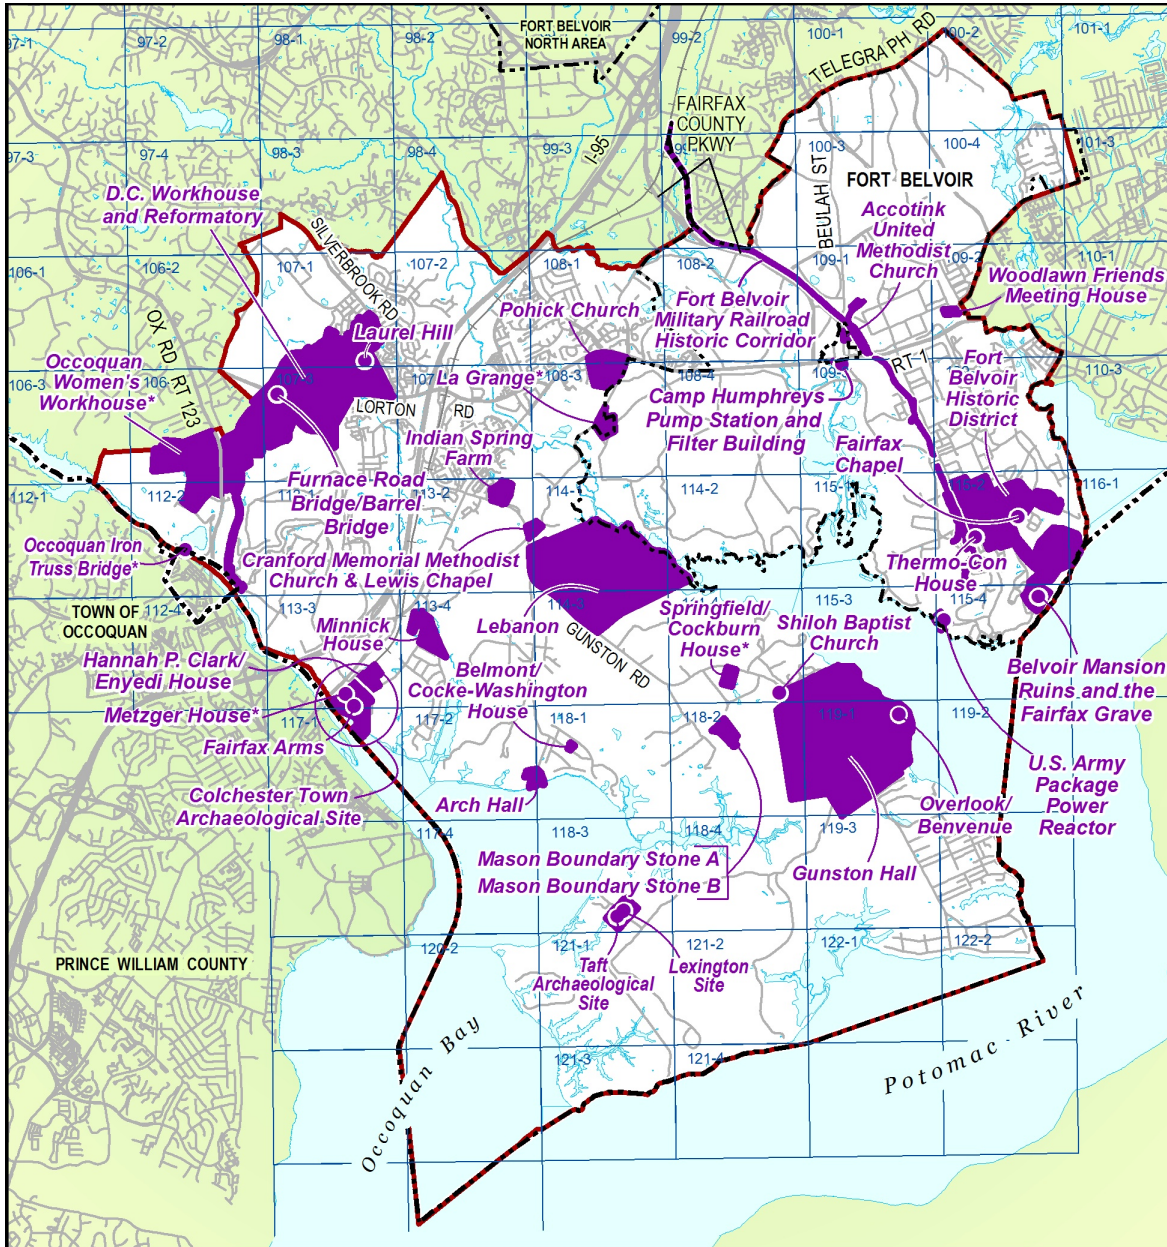 97-1
97-2
98-1
98-2
FORT BELVOIR
NORTH AREA
99-2
100-1
100-2
101-1
TELEGRAPH RD
FAIRFAX
COUNTY
PKWY
I-95
97-3
97-4
98-3
98-4
99-3
100-3
100-4
101-3
BEULAH ST
FORT BELVOIR
D.C. Workhouse
and Reformatory
SILVERBROOK RD
Accotink
United
Methodist
Church
106-1
106-2
107-1
107-2
108-1
108-2
109-1
109-2
Woodlawn Friends
Meeting House
OX RD RT 123
Pohick Church
Fort Belvoir
Military Railroad
Historic Corridor
Laurel Hill
RT-1
Occoquan
Women's
Workhouse*
106-3
107-3
La Grange*
108-3
108-4
110-3
Fort
Belvoir
Historic
District
LORTON RD
Camp Humphreys
Pump Station and
Filter Building
Indian Spring
Farm
Fairfax
Chapel
Furnace Road
Bridge/Barrel
Bridge
112-1
112-2
113-2
114-2
116-1
Occoquan Iron
Truss Bridge*
Cranford Memorial Methodist
Church & Lewis Chapel
Thermo-Con
House
112-4
113-3
113-4
115-3
115-4
TOWN OF
OCCOQUAN
Minnick
House
Lebanon
GUNSTON RD
Springfield/
Cockburn
House*
Shiloh Baptist
Church
Hannah P. Clark/
Enyedi House
Belmont/
Cocke-Washington
House
Belvoir Mansion
Ruins and the
Fairfax Grave
Metzger House*
117-1
117-2
118-1
118-2
119-1
119-2
Fairfax Arms
Colchester Town
Archaeological Site
Arch Hall
U.S. Army
Package
Power
Reactor
Overlook/
Benvenue
117-4
118-3
118-4
119-3
Mason Boundary Stone A
Mason Boundary Stone B
Gunston Hall
120-2
121-1
121-2
122-1
122-2
PRINCE WILLIAM COUNTY
Taft
Archaeological
Site
Lexington
Site
Occoquan Bay
121-3
121-4
Potomac River